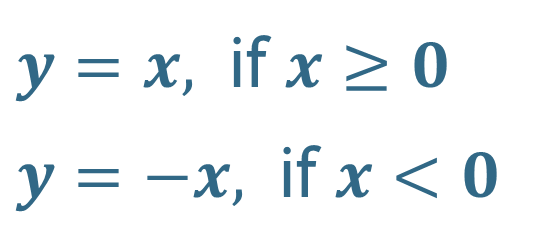 y = x, if x ≥ 0
y = −x, if x < 0